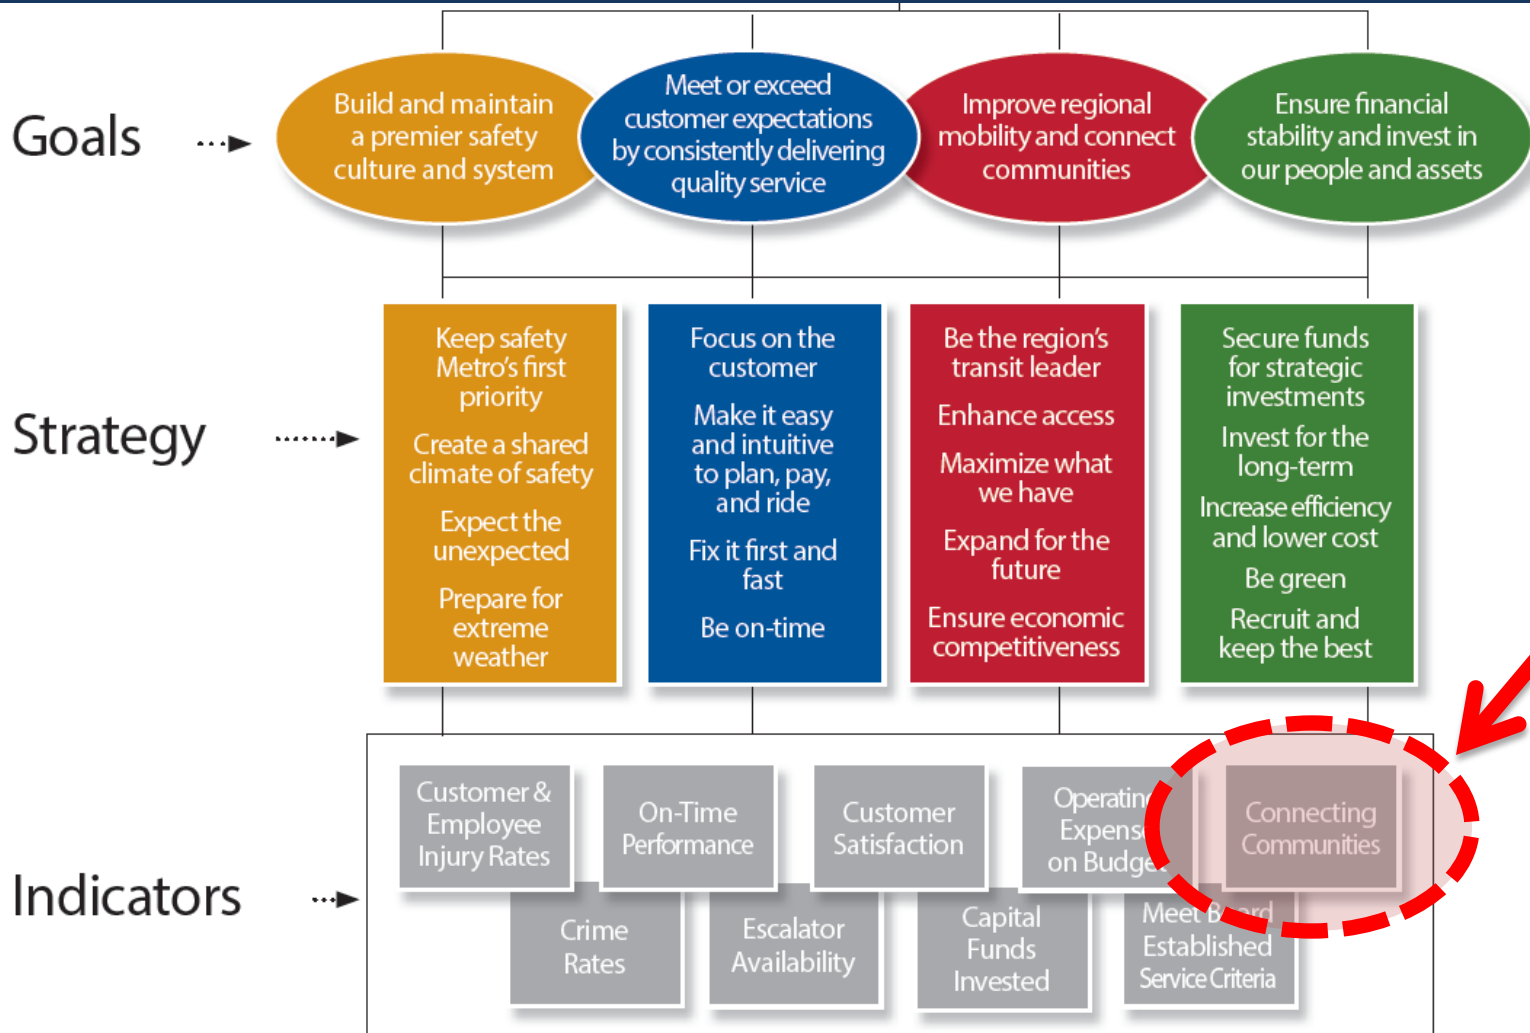 Goals
Build and maintain
a premier safety
culture and system
Meet or exceed
customer expectations
by consistently delivering
quality service
Improve regional
mobility and connect
communities
Ensure financial
stability and invest in
our people and assets
Strategy
Keep safety
Metro's first
priority
Create a shared
climate of safety
Expect the
unexpected
Prepare for
extreme
weather
Focus on the
customer
Make it easy
and intuitive
to plan, pay,
and ride
Fix it first and
fast
Be on-time
Be the region's
transit leader
Enhance access
Maximize what
we have
Expand for the
future
Ensure economic
competitiveness
Secure funds
for strategic
investments
Invest for the
long-term
Increase efficiency
and lower cost
Be green
Recruit and
keep the best
Indicators
Customer &
Employee
Injury Rates
On-Time
Performance
Customer
Satisfaction
Operating
Expense
on Budget
Connecting
Communities
Crime
Rates
Escalator
Availability
Capital
Funds
Invested
Meet Board
Established
Service Criteria